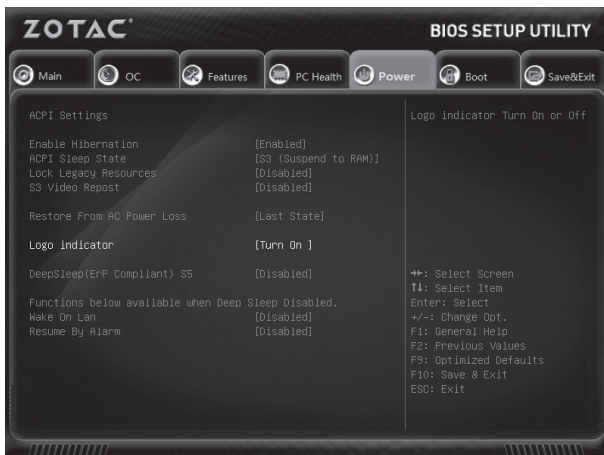 ZOTAC
BIOS SETUP UTILITY
Main OC Features PC Health Power Boot Save&Exit
ACPI Settings
Enable Hibernation [Enabled]
ACPI Sleep State [S3 (Suspend to RAM)]
Lock Legacy Resources [Disabled]
S3 Video Repost [Disabled]
Restore From AC Power Loss [Last State]
Logo indicator [Turn On ]
DeepSleep(ErP Compliant) S5 [Disabled]
Functions below available when Deep Sleep Disabled.
Wake On Lan [Disabled]
Resume By Alarm [Disabled]
Logo indicator Turn On or Off
→←: Select Screen
↑↓: Select Item
Enter: Select
+/-: Change Opt.
F1: General Help
F2: Previous Values
F9: Optimized Defaults
F10: Save & Exit
ESC: Exit